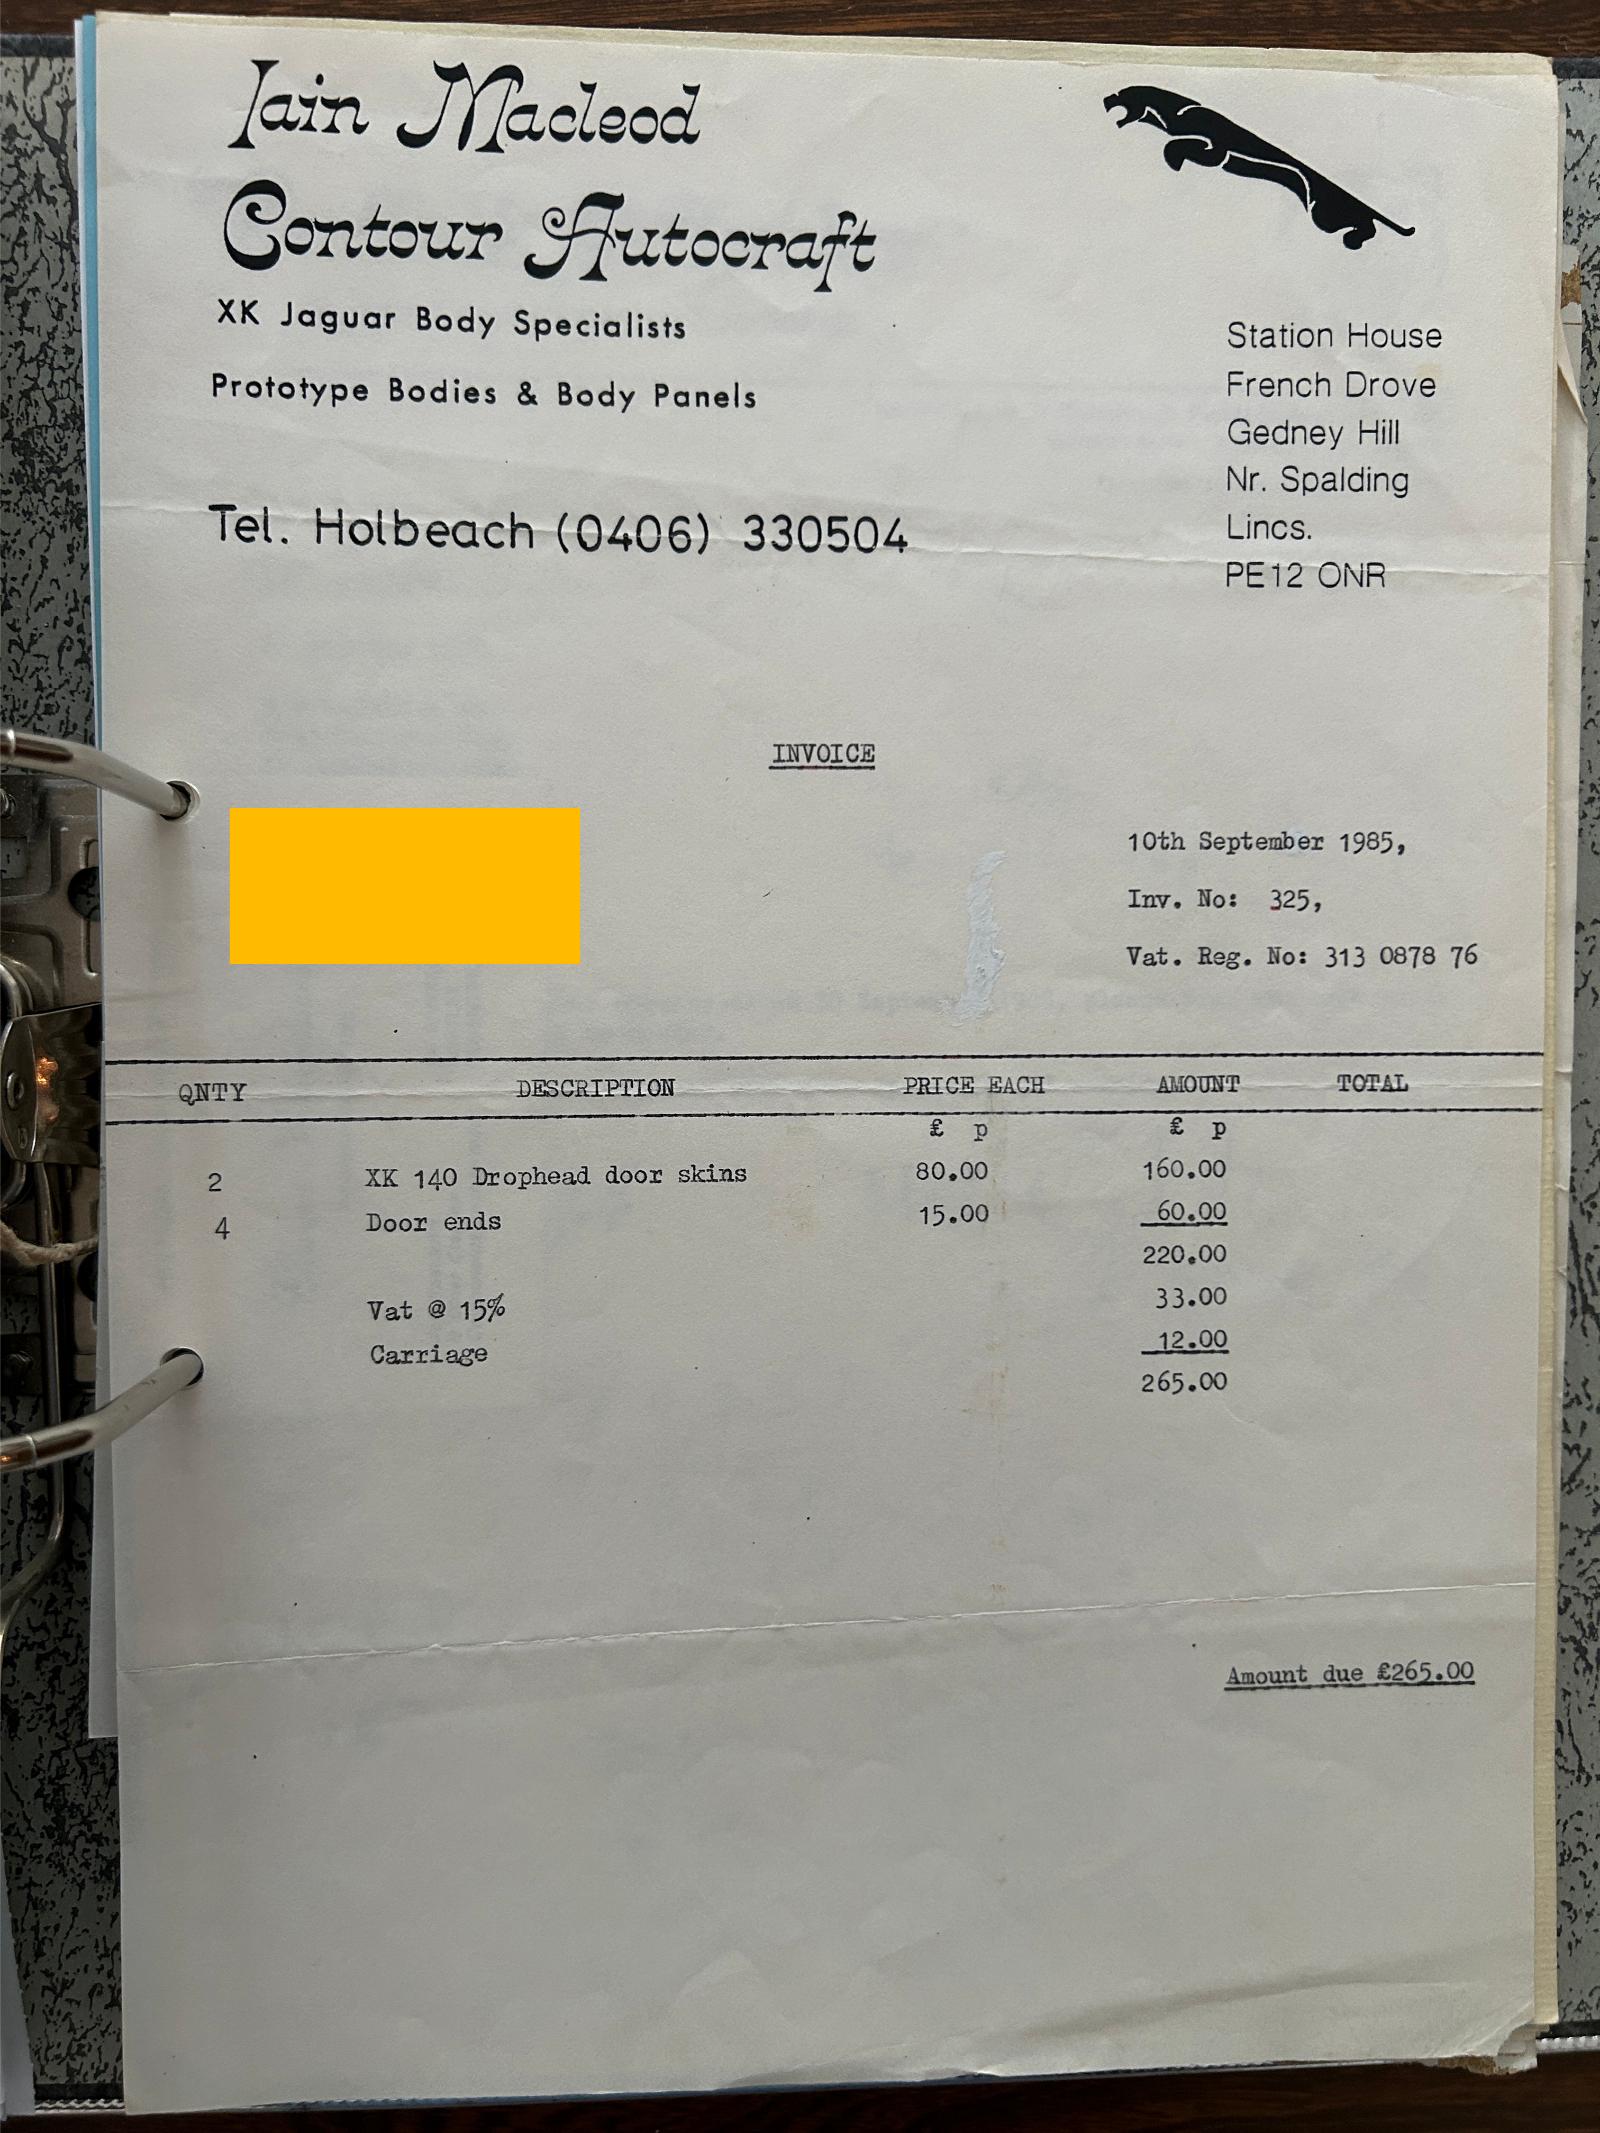 Iain Macleod
Contour Autocraft
XK Jaguar Body Specialists
Prototype Bodies & Body Panels
Tel. Holbeach (0406) 330504
Station House
French Drove
Gedney Hill
Nr. Spalding
Lincs.
PE12 ONR
INVOICE
10th September 1985,
Inv. No: 325,
Vat. Reg. No: 313 0878 76
QNTY DESCRIPTION PRICE EACH AMOUNT TOTAL
£ p £ p
2 XK 140 Drophead door skins 80.00 160.00
4 Door ends 15.00 60.00
220.00
Vat @ 15% 33.00
Carriage 12.00
265.00
Amount due £265.00